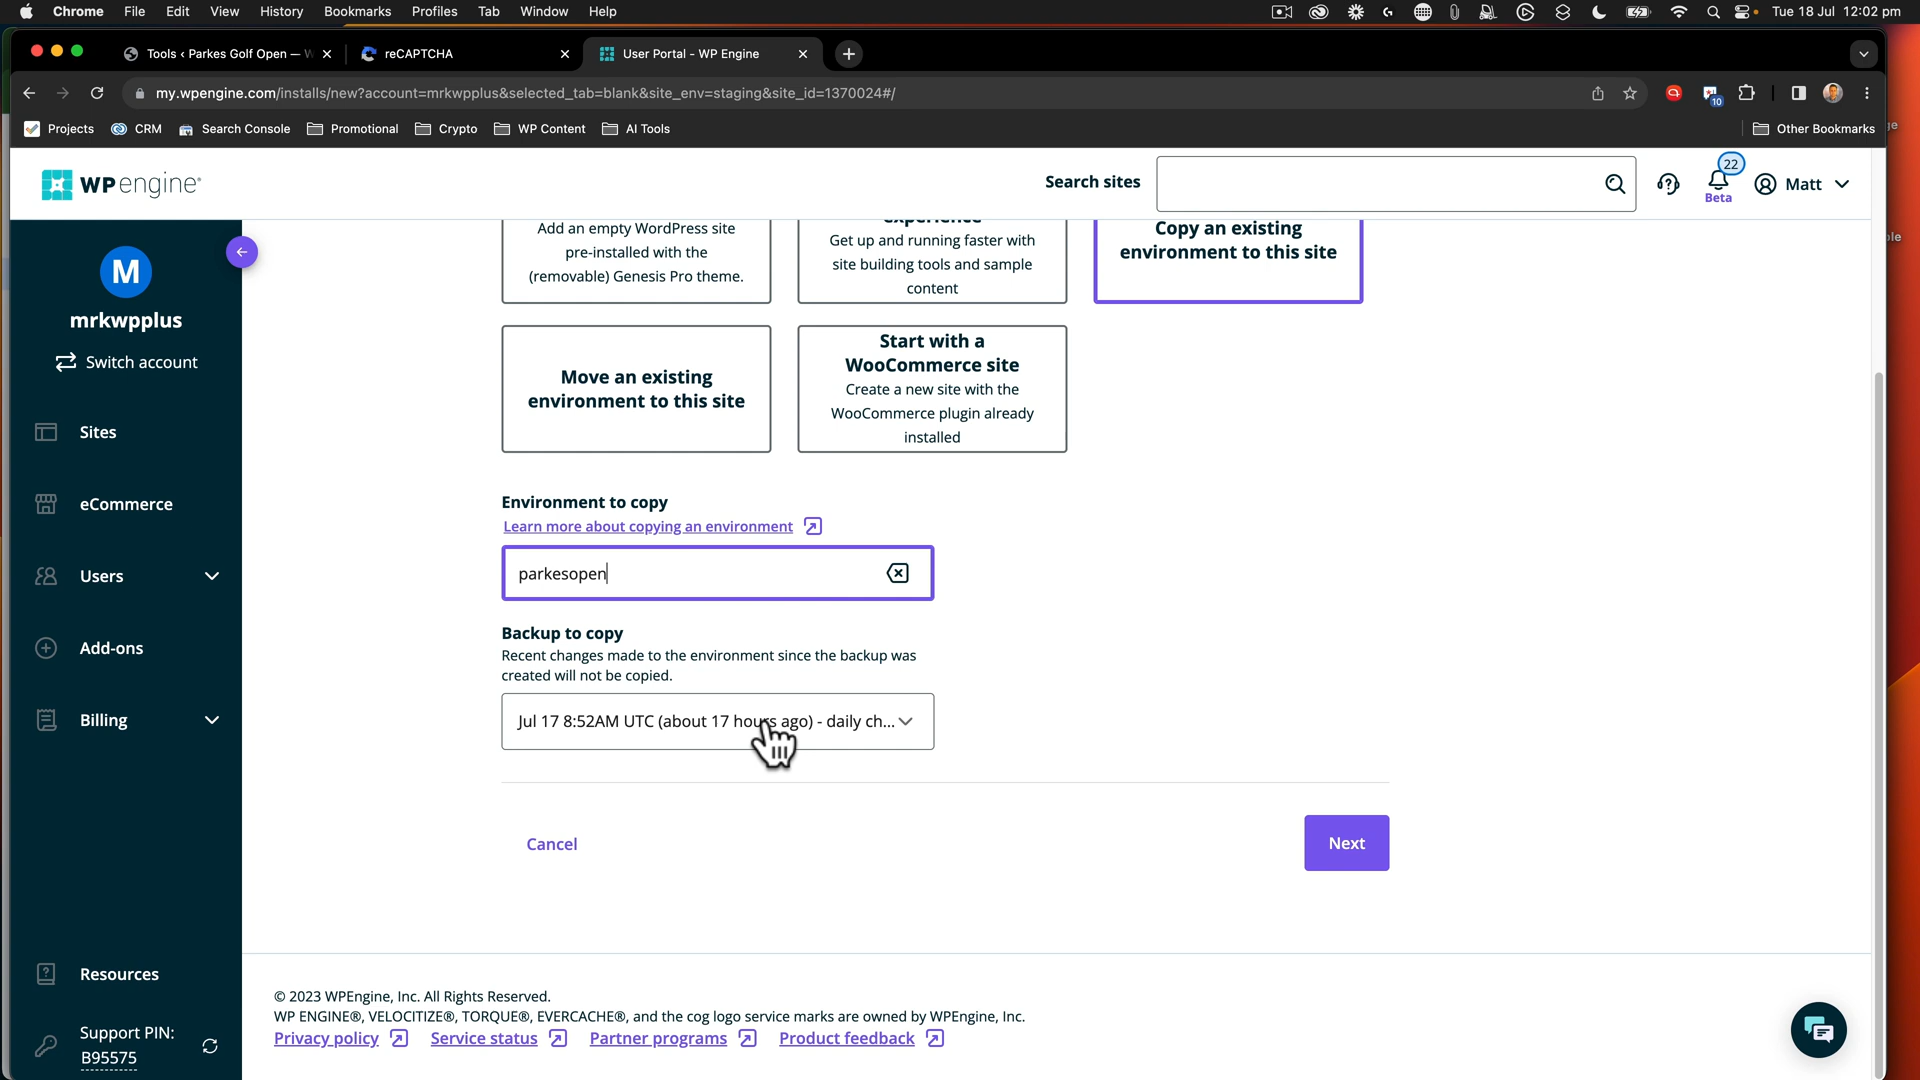 Chrome File Edit View History Bookmarks Profiles Tab Window Help Tue 18 Jul 12:02 pm
Tools ‹ Parkes Golf Open — W reCAPTCHA User Portal - WP Engine
my.wpengine.com/installs/new?account=mrkwpplus&selected_tab=blank&site_env=staging&site_id=1370024#/ 10
Projects CRM Search Console Promotional Crypto WP Content AI Tools Other Bookmarks
WPengine®
Search sites
22
Beta
Matt
M
mrkwpplus
Switch account
Sites
eCommerce
Users
Add-ons
Billing
Resources
Support PIN:
B95575
Add an empty WordPress site
pre-installed with the
(removable) Genesis Pro theme.
experience
Get up and running faster with
site building tools and sample
content
Copy an existing
environment to this site
Move an existing
environment to this site
Start with a
WooCommerce site
Create a new site with the
WooCommerce plugin already
installed
Environment to copy
Learn more about copying an environment
parkesopen
Backup to copy
Recent changes made to the environment since the backup was
created will not be copied.
Jul 17 8:52AM UTC (about 17 hours ago) - daily ch...
Cancel
Next
© 2023 WPEngine, Inc. All Rights Reserved.
WP ENGINE®, VELOCITIZE®, TORQUE®, EVERCACHE®, and the cog logo service marks are owned by WPEngine, Inc.
Privacy policy Service status Partner programs Product feedback